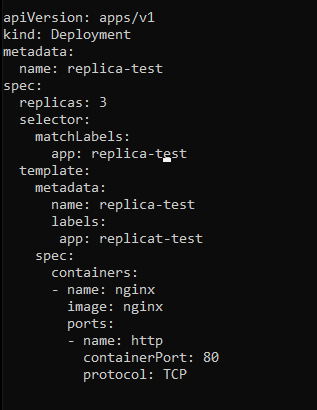 apiVersion: apps/v1
kind: Deployment
metadata:
  name: replica-test
spec:
  replicas: 3
  selector:
    matchLabels:
      app: replica-test
  template:
    metadata:
      name: replica-test
      labels:
       app: replicat-test
    spec:
      containers:
      - name: nginx
        image: nginx
        ports:
        - name: http
          containerPort: 80
          protocol: TCP